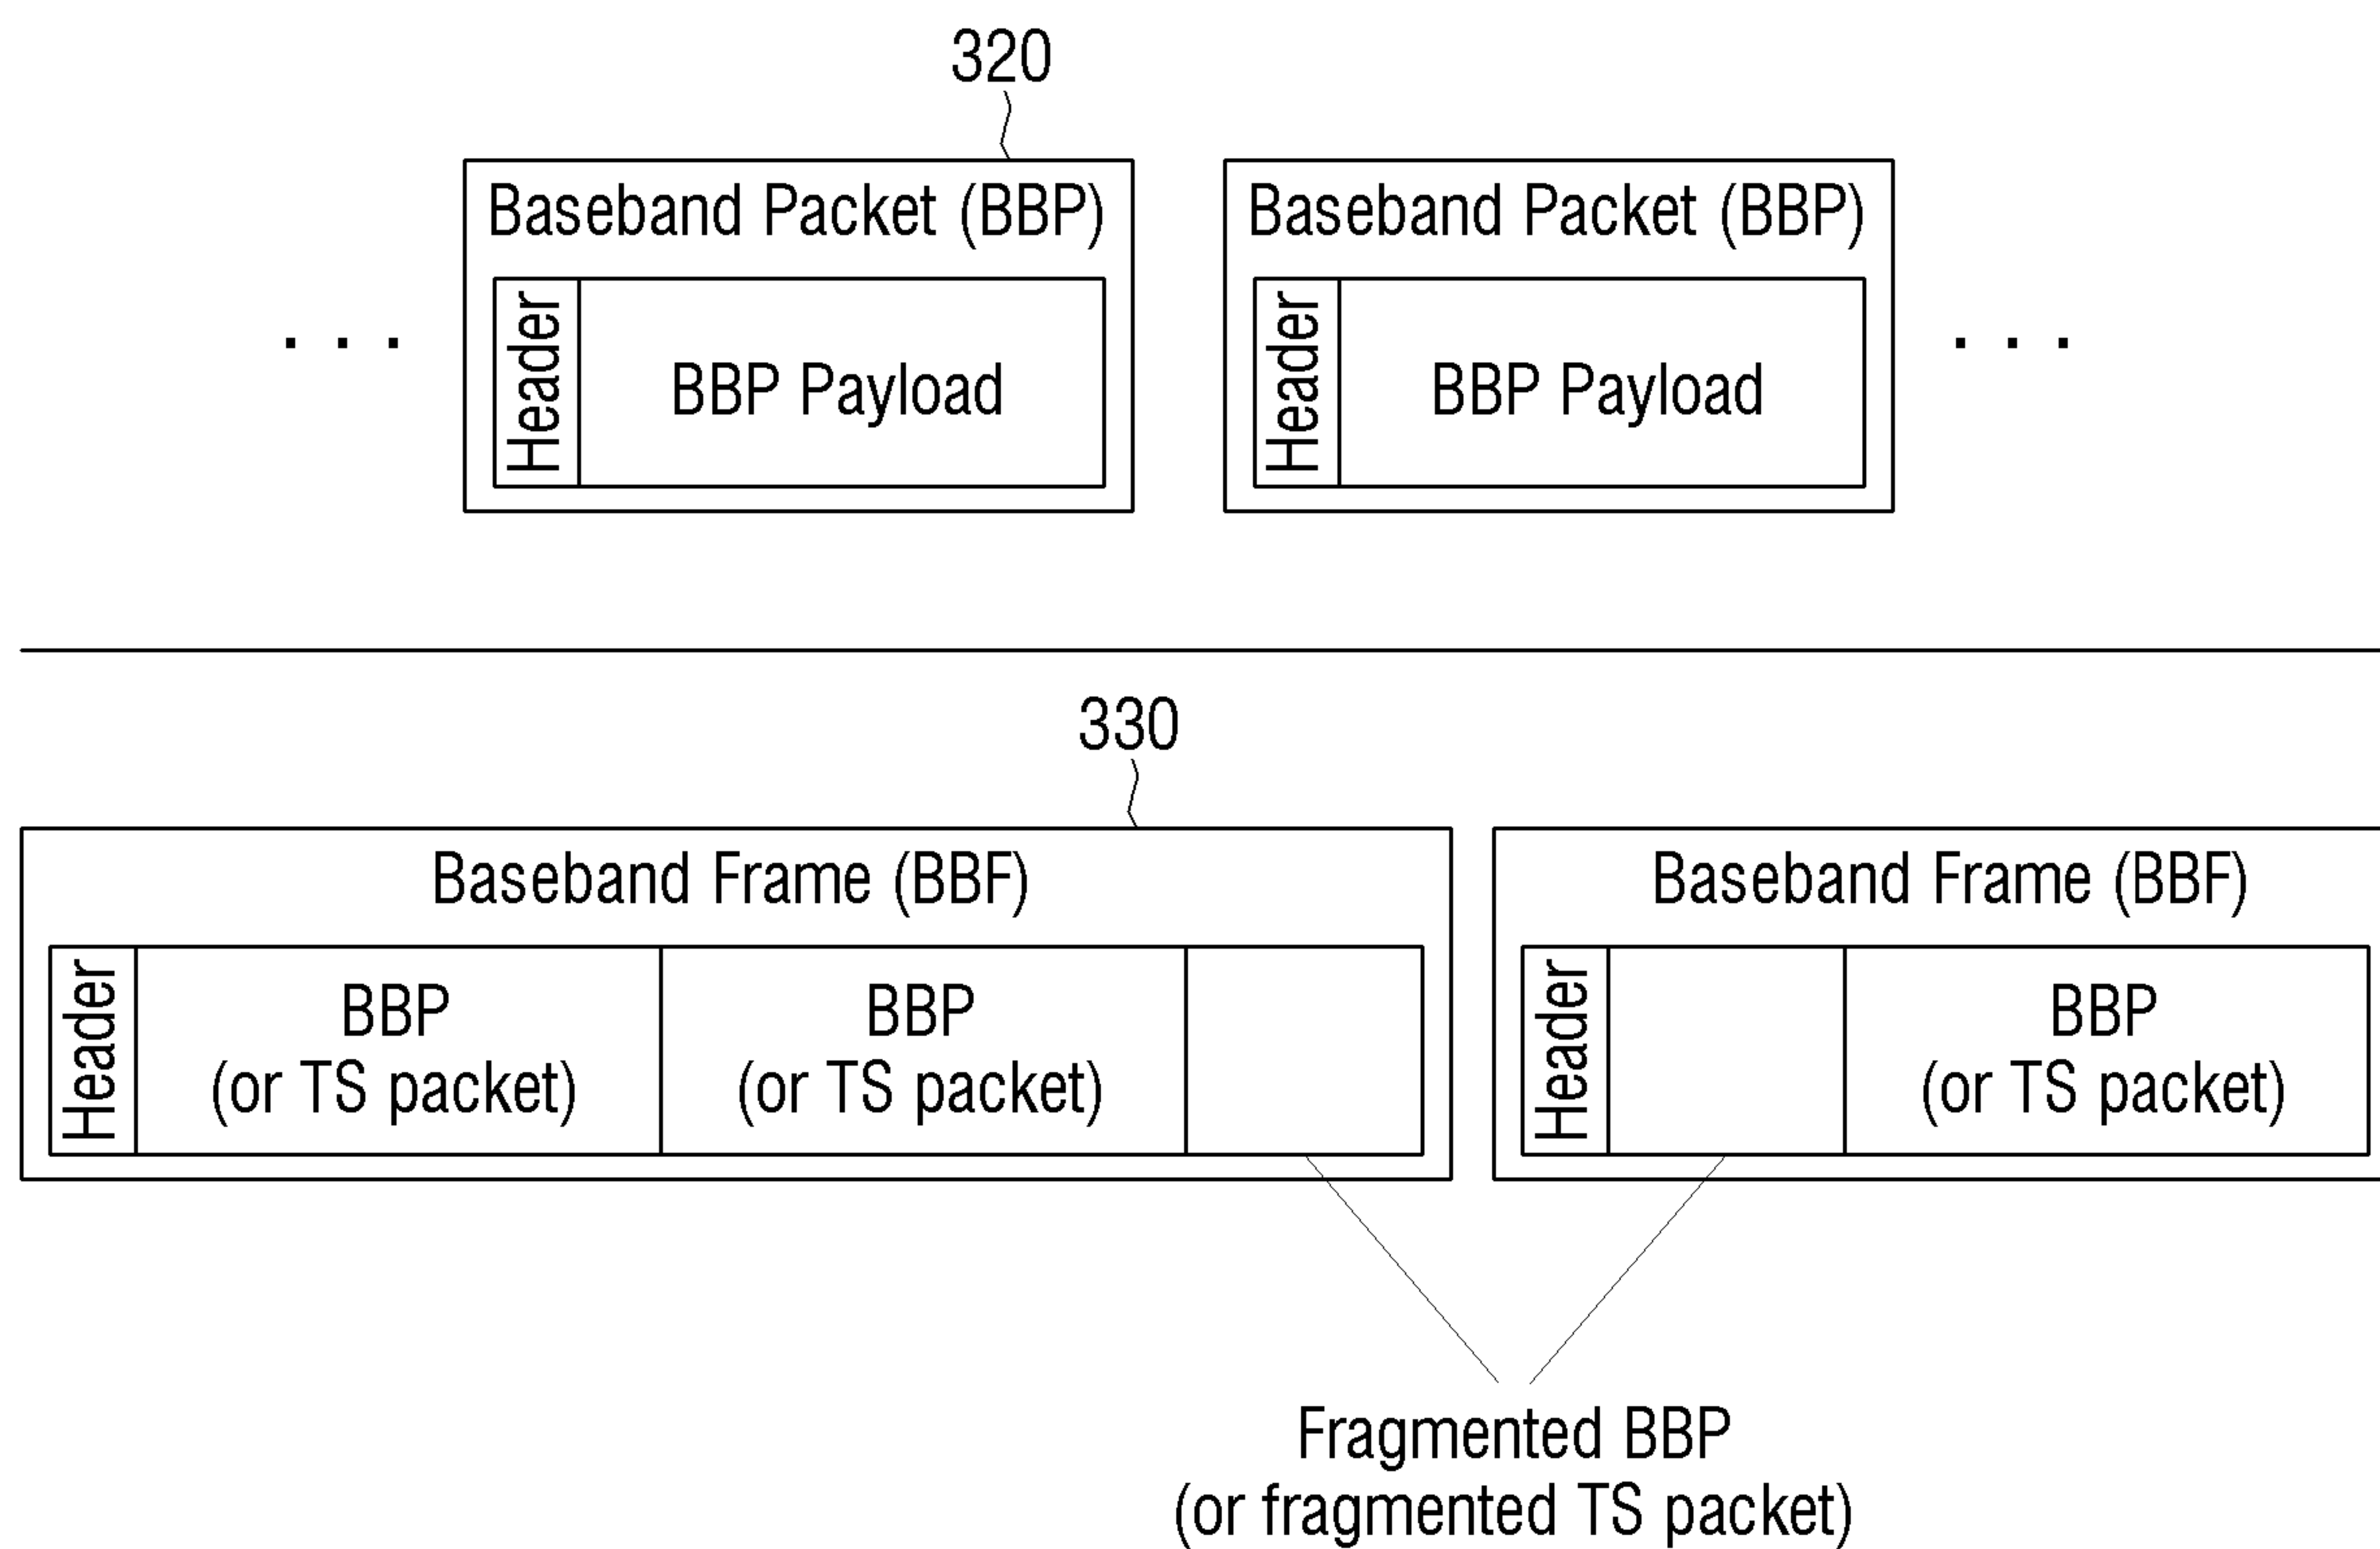 320
Baseband Packet (BBP)
Header
BBP Payload
Baseband Packet (BBP)
Header
BBP Payload
. . .
. . .
330
Baseband Frame (BBF)
Header
BBP
(or TS packet)
BBP
(or TS packet)
Baseband Frame (BBF)
Header
BBP
(or TS packet)
Fragmented BBP
(or fragmented TS packet)